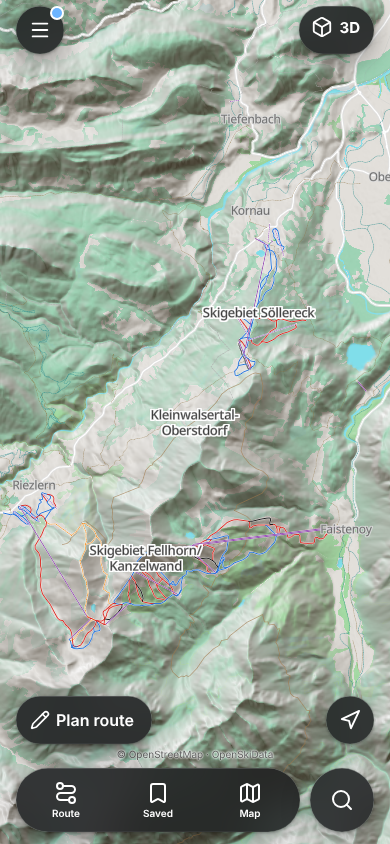 3D
Tiefenbach
Obe
Kornau
Skigebiet Söllereck
Kleinwalsertal-
Oberstdorf
Riezlern
Faistenoy
Skigebiet Fellhorn/
Kanzelwand
Plan route
© OpenStreetMap · OpenSkiData
Route
Saved
Map